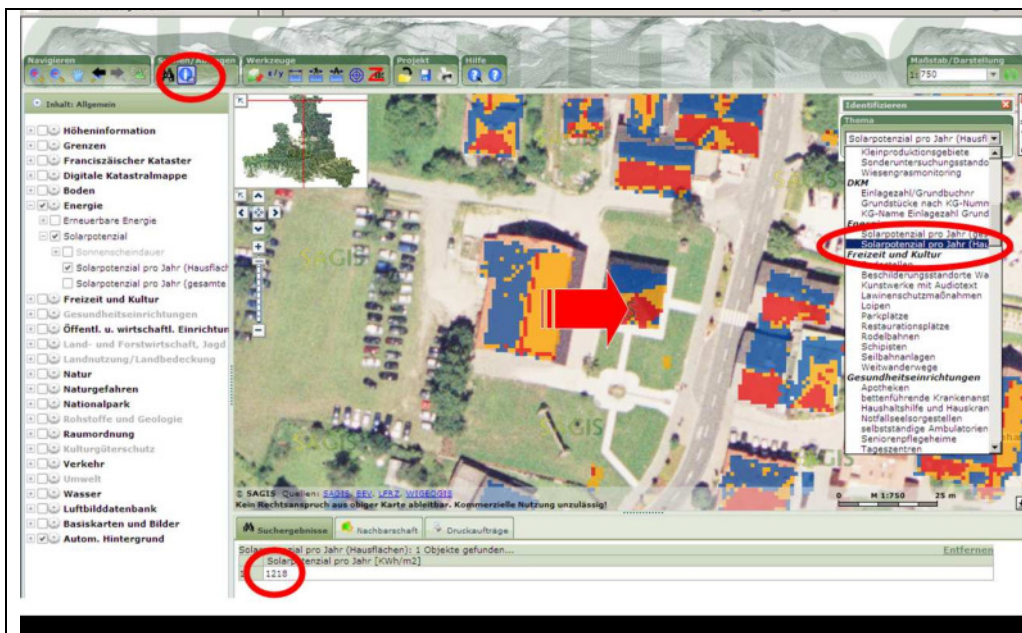 Navigieren
Werkzeuge
Projekt
Hilfe
Maßstab/Darstellung
1: 750
x/y
Inhalt: Allgemein
Höheninformation
Grenzen
Franciszäischer Kataster
Digitale Katastralmappe
Boden
Energie
Erneuerbare Energie
Solarpotenzial
Sonnenscheindauer
Solarpotenzial pro Jahr (Hausfläch
Solarpotenzial pro Jahr (gesamte
Freizeit und Kultur
Gesundheitseinrichtungen
Öffentl. u. wirtschaftl. Einrichtun
Land- und Forstwirtschaft, Jagd
Landnutzung/Landbedeckung
Natur
Naturgefahren
Nationalpark
Rohstoffe und Geologie
Raumordnung
Kulturgüterschutz
Verkehr
Umwelt
Wasser
Luftbilddatenbank
Basiskarten und Bilder
Autom. Hintergrund
SAGIS
SAGIS
Identifizieren
Thema
Solarpotenzial pro Jahr (Hausfl
Kleinproduktionsgebiete
Sonderuntersuchungsstando
Wiesengrasmonitoring
DKM
Einlagezahl/Grundbuchnr
Grundstücke nach KG-Numn
KG-Name Einlagezahl Grund
Solarpotenzial pro Jahr (ges
Solarpotenzial pro Jahr (Hau
Freizeit und Kultur
Beschilderungsstandorte Wa
Kunstwerke mit Audiotext
Lawinenschutzmaßnahmen
Loipen
Parkplätze
Restaurationsplätze
Rodelbahnen
Schipisten
Seilbahnanlagen
Weitwanderwege
Gesundheitseinrichtungen
Apotheken
bettenführende Krankenanst
Haushaltshilfe und Hauskran
Notfallseelsorgestellen
selbstständige Ambulatorien
Seniorenpflegeheime
Tageszentren
© SAGIS Quellen: SAGIS, BEV, LFRZ, WIGEOGIS
Kein Rechtsanspruch aus obiger Karte ableitbar. Kommerzielle Nutzung unzulässig!
0 M 1:750 25 m
Suchergebnisse
Nachbarschaft
Druckaufträge
Solarpotenzial pro Jahr (Hausflächen): 1 Objekte gefunden...
Entfernen
Solarpotenzial pro Jahr [KWh/m2]
1218